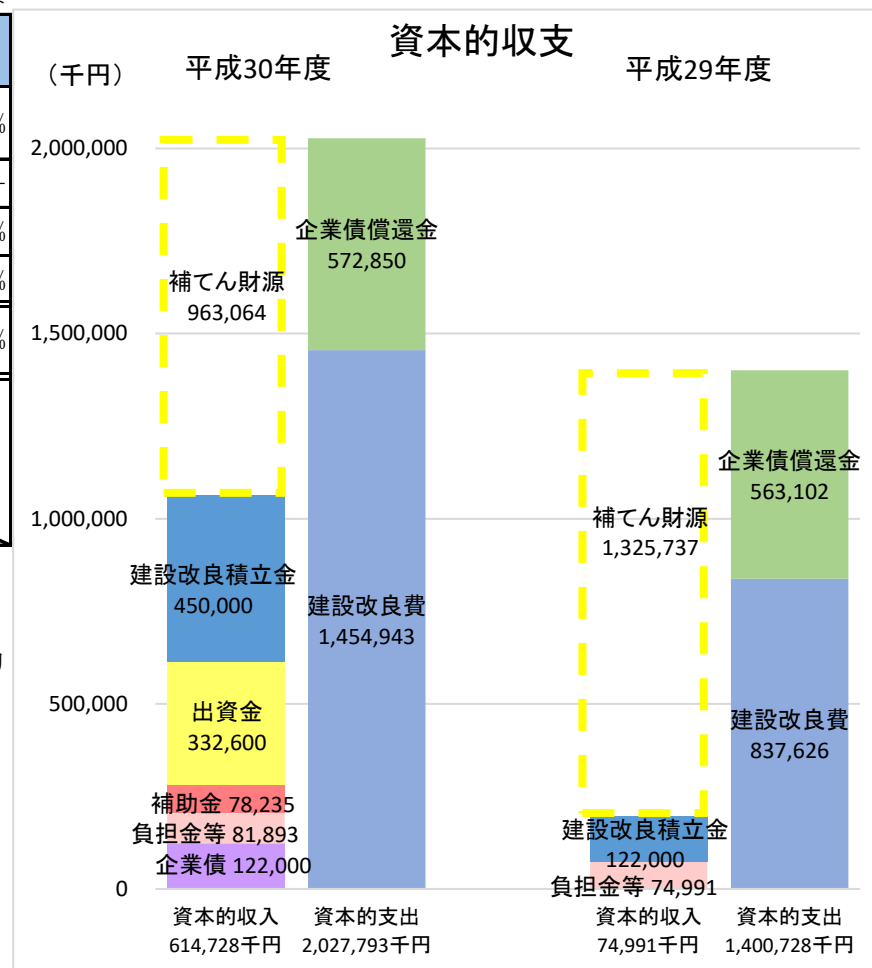 資本的収支
（千円）
平成30年度
平成29年度
2,000,000
1,500,000
1,000,000
500,000
0
補てん財源
963,064
建設改良積立金
450,000
出資金
332,600
補助金 78,235
負担金等 81,893
企業債 122,000
企業債償還金
572,850
建設改良費
1,454,943
補てん財源
1,325,737
建設改良積立金
122,000
負担金等 74,991
企業債償還金
563,102
建設改良費
837,626
資本的収入
614,728千円
資本的支出
2,027,793千円
資本的収入
74,991千円
資本的支出
1,400,728千円